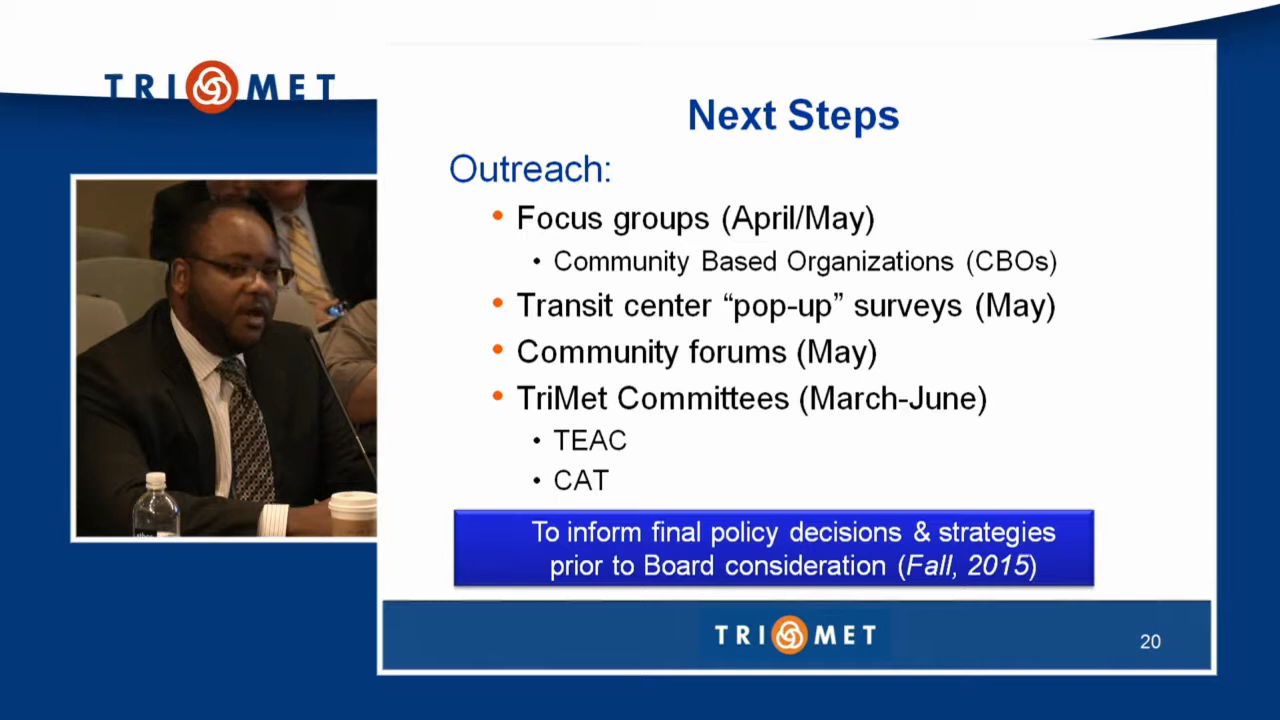 TRIMET
Next Steps
Outreach:
• Focus groups (April/May)
• Community Based Organizations (CBOs)
• Transit center “pop-up” surveys (May)
• Community forums (May)
• TriMet Committees (March-June)
• TEAC
• CAT
To inform final policy decisions & strategies
prior to Board consideration (Fall, 2015)
TRIMET
20